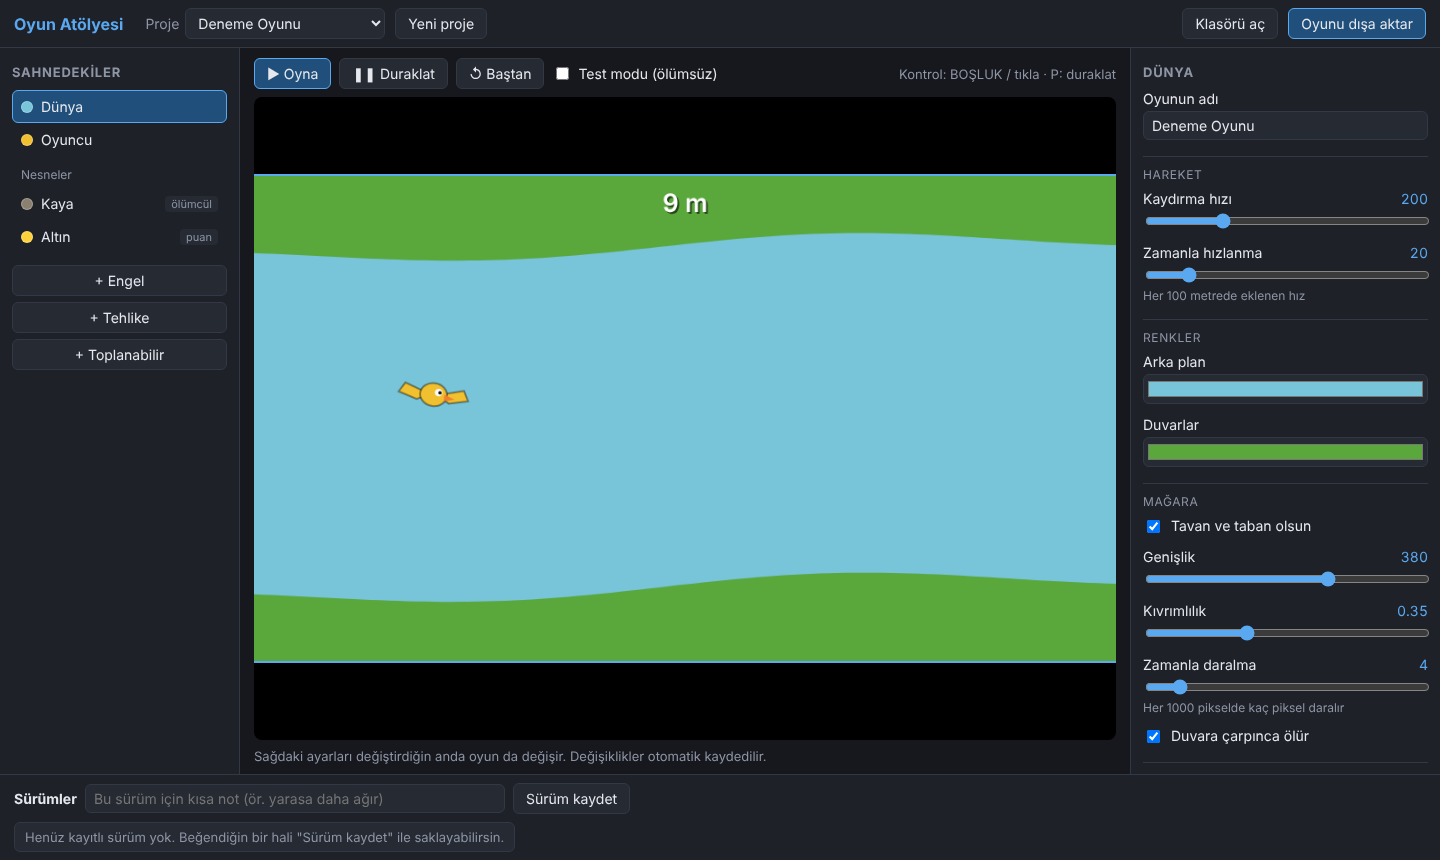 Oyun Atölyesi Proje Deneme Oyunu Yeni proje Klasörü aç Oyunu dışa aktar
SAHNEDEKİLER
Dünya
Oyuncu
Nesneler
Kaya ölümcül
Altın puan
+ Engel
+ Tehlike
+ Toplanabilir
▶ Oyna ❚❚ Duraklat ↺ Baştan Test modu (ölümsüz) Kontrol: BOŞLUK / tıkla · P: duraklat
9 m
Sağdaki ayarları değiştirdiğin anda oyun da değişir. Değişiklikler otomatik kaydedilir.
DÜNYA
Oyunun adı
Deneme Oyunu
HAREKET
Kaydırma hızı 200
Zamanla hızlanma 20
Her 100 metrede eklenen hız
RENKLER
Arka plan
Duvarlar
MAĞARA
Tavan ve taban olsun
Genişlik 380
Kıvrımlılık 0.35
Zamanla daralma 4
Her 1000 pikselde kaç piksel daralır
Duvara çarpınca ölür
Sürümler Bu sürüm için kısa not (ör. yarasa daha ağır) Sürüm kaydet
Henüz kayıtlı sürüm yok. Beğendiğin bir hali "Sürüm kaydet" ile saklayabilirsin.